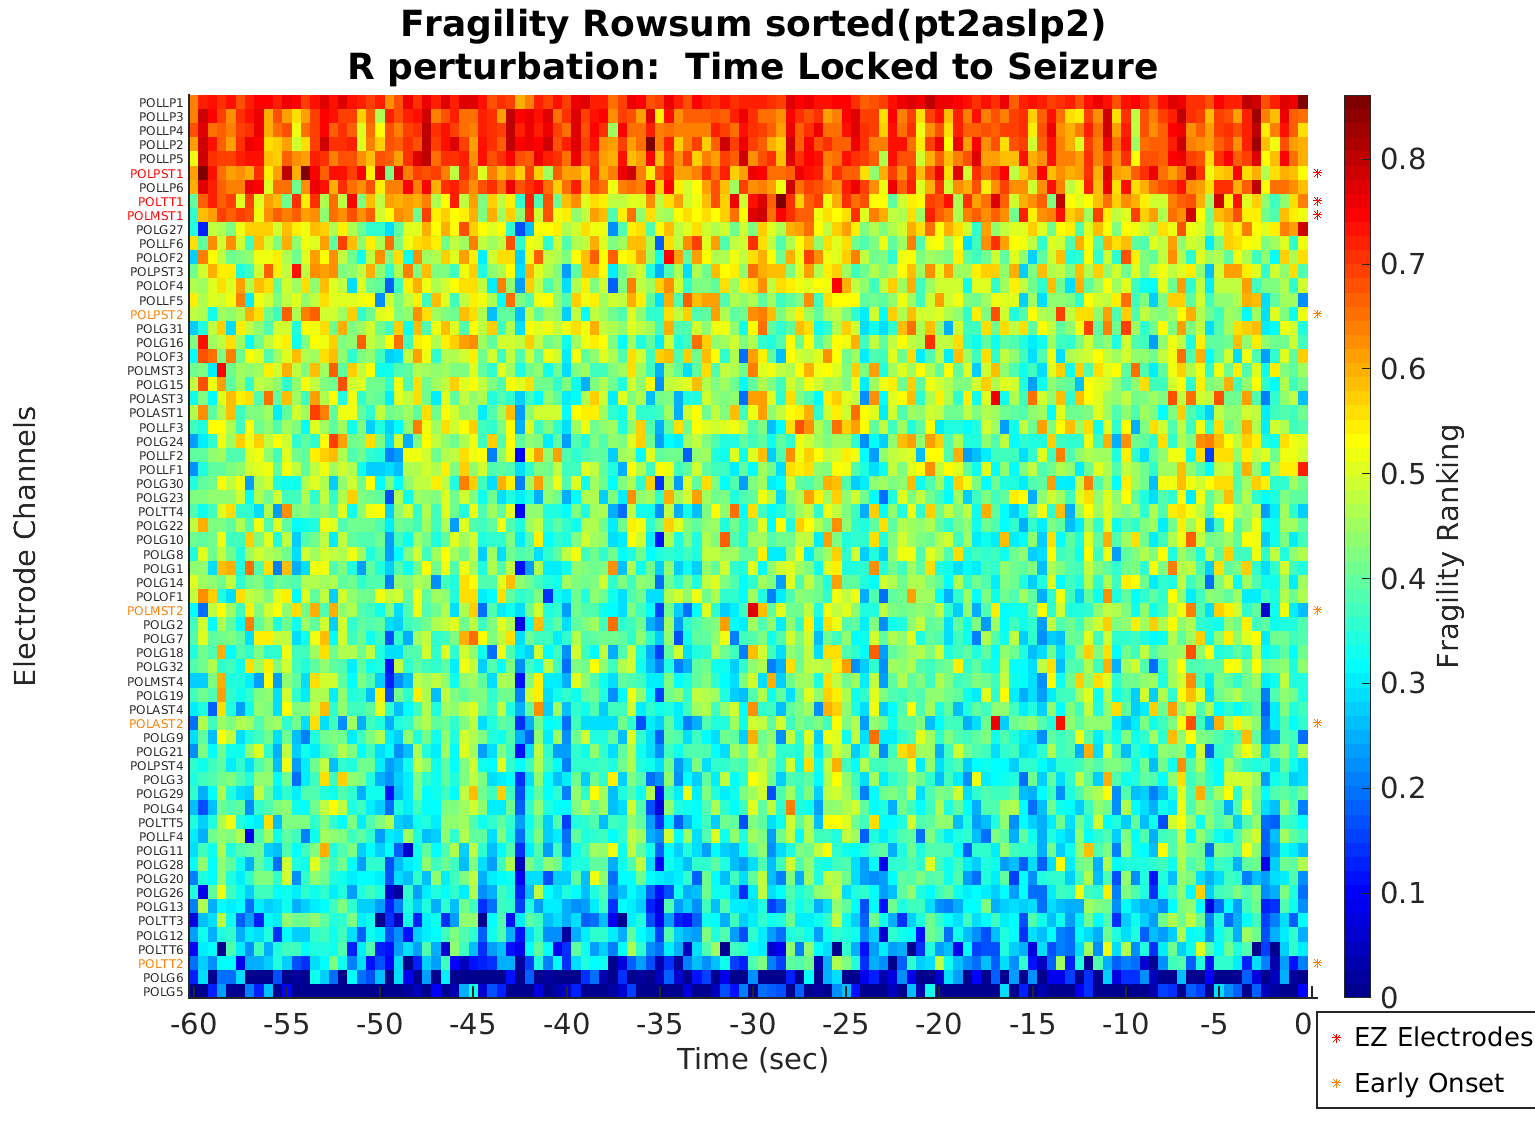 Fragility Rowsum sorted(pt2aslp2)
R perturbation:  Time Locked to Seizure
Electrode Channels
POLLP1
POLLP3
POLLP4
POLLP2
POLLP5
POLPST1
POLLP6
POLTT1
POLMST1
POLG27
POLLF6
POLOF2
POLPST3
POLOF4
POLLF5
POLPST2
POLG31
POLG16
POLOF3
POLMST3
POLG15
POLAST3
POLAST1
POLLF3
POLG24
POLLF2
POLLF1
POLG30
POLG23
POLTT4
POLG22
POLG10
POLG8
POLG1
POLG14
POLOF1
POLMST2
POLG2
POLG7
POLG18
POLG32
POLMST4
POLG19
POLAST4
POLAST2
POLG9
POLG21
POLPST4
POLG3
POLG29
POLG4
POLTT5
POLLF4
POLG11
POLG28
POLG20
POLG26
POLG13
POLTT3
POLG12
POLTT6
POLTT2
POLG6
POLG5
-60 -55 -50 -45 -40 -35 -30 -25 -20 -15 -10 -5 0
Time (sec)
0.8
0.7
0.6
0.5
0.4
0.3
0.2
0.1
0
Fragility Ranking
EZ Electrodes
Early Onset